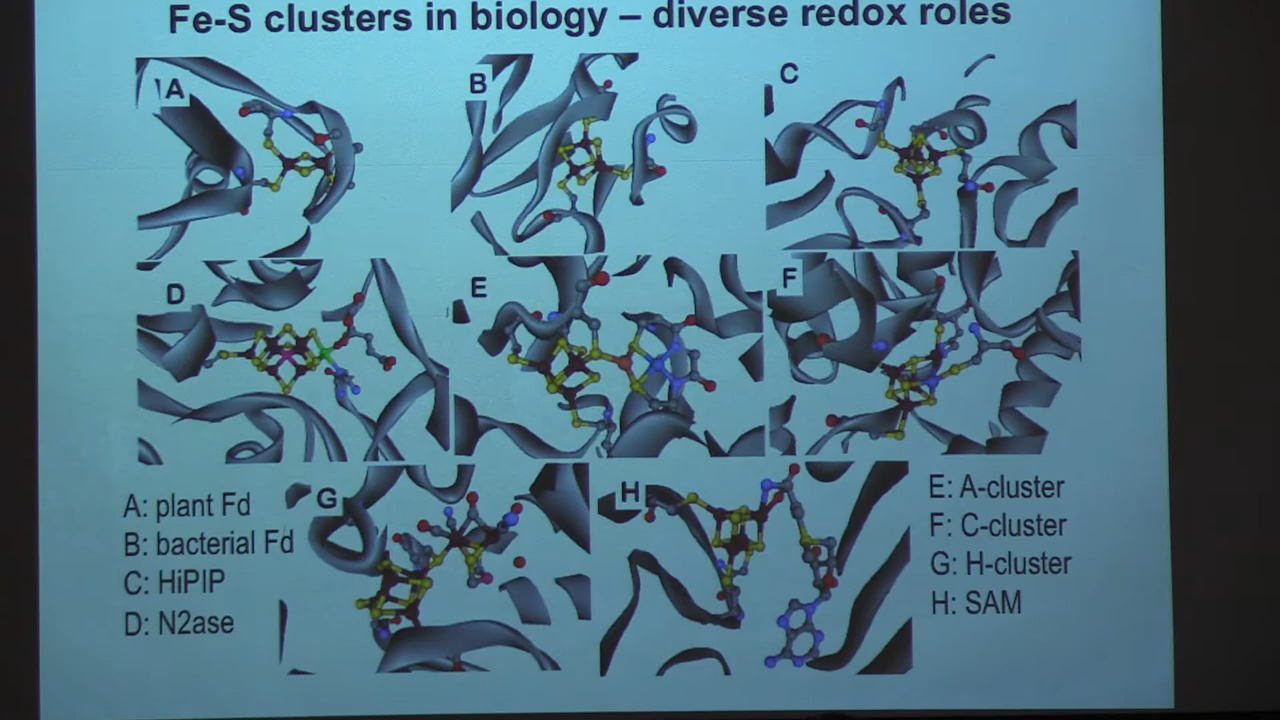 Fe-S clusters in biology – diverse redox roles
A
B
C
D
E
F
G
H
A: plant Fd
B: bacterial Fd
C: HiPIP
D: N2ase
E: A-cluster
F: C-cluster
G: H-cluster
H: SAM